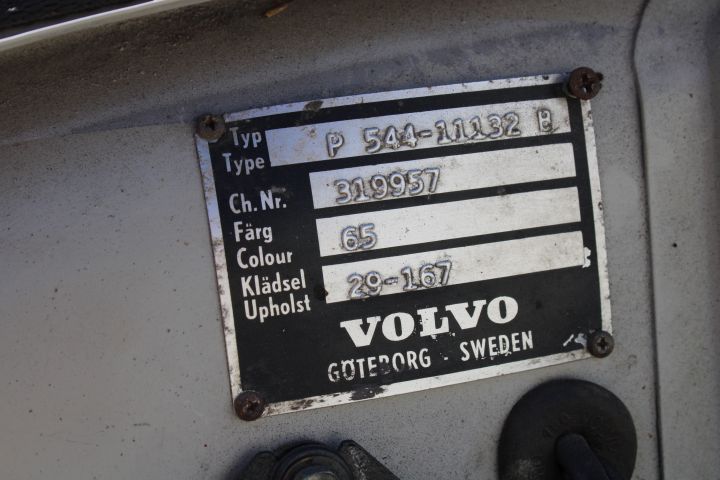 Typ
Type P 544-11132 B
Ch.Nr. 319957
Färg
Colour 65
Klädsel
Upholst 29-167
VOLVO
GÖTEBORG - SWEDEN